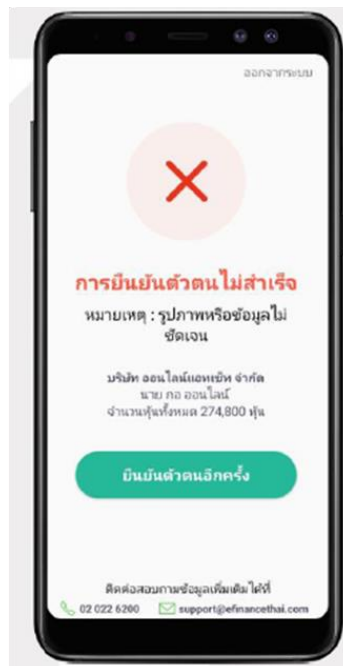 ออกจากระบบ
การยืนยันตัวตนไม่สำเร็จ
หมายเหตุ : รูปภาพหรือข้อมูลไม่
ชัดเจน
บริษัท ออนไลน์แอทเซ็ท จำกัด
นาย กอ ออนไลน์
จำนวนหุ้นทั้งหมด 274,800 หุ้น
ยืนยันตัวตนอีกครั้ง
ติดต่อสอบถามข้อมูลเพิ่มเติมได้ที่
02 022 6200 support@efinancethai.com